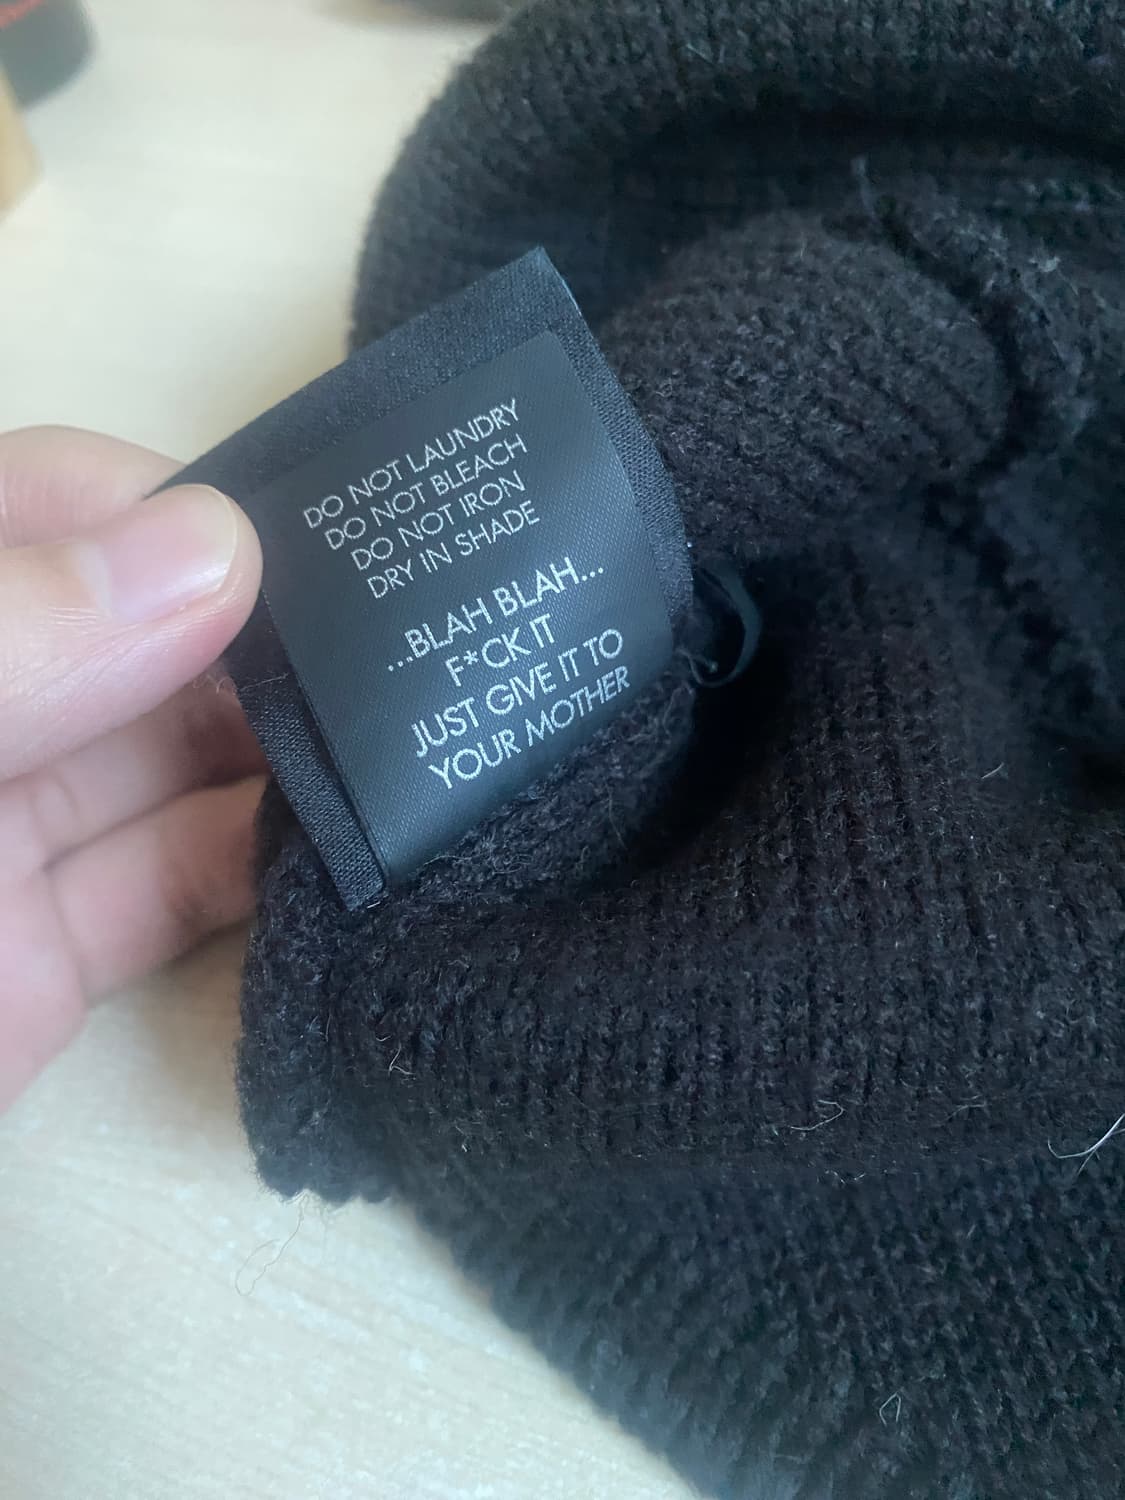 DO NOT LAUNDRY
DO NOT BLEACH
DO NOT IRON
DRY IN SHADE
...BLAH BLAH...
F*CK IT
JUST GIVE IT TO
YOUR MOTHER